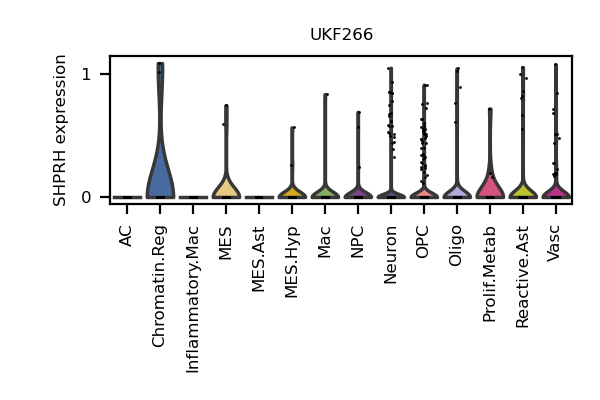 UKF266
SHPRH expression
1
0
AC
Chromatin.Reg
Inflammatory.Mac
MES
MES.Ast
MES.Hyp
Mac
NPC
Neuron
OPC
Oligo
Prolif.Metab
Reactive.Ast
Vasc